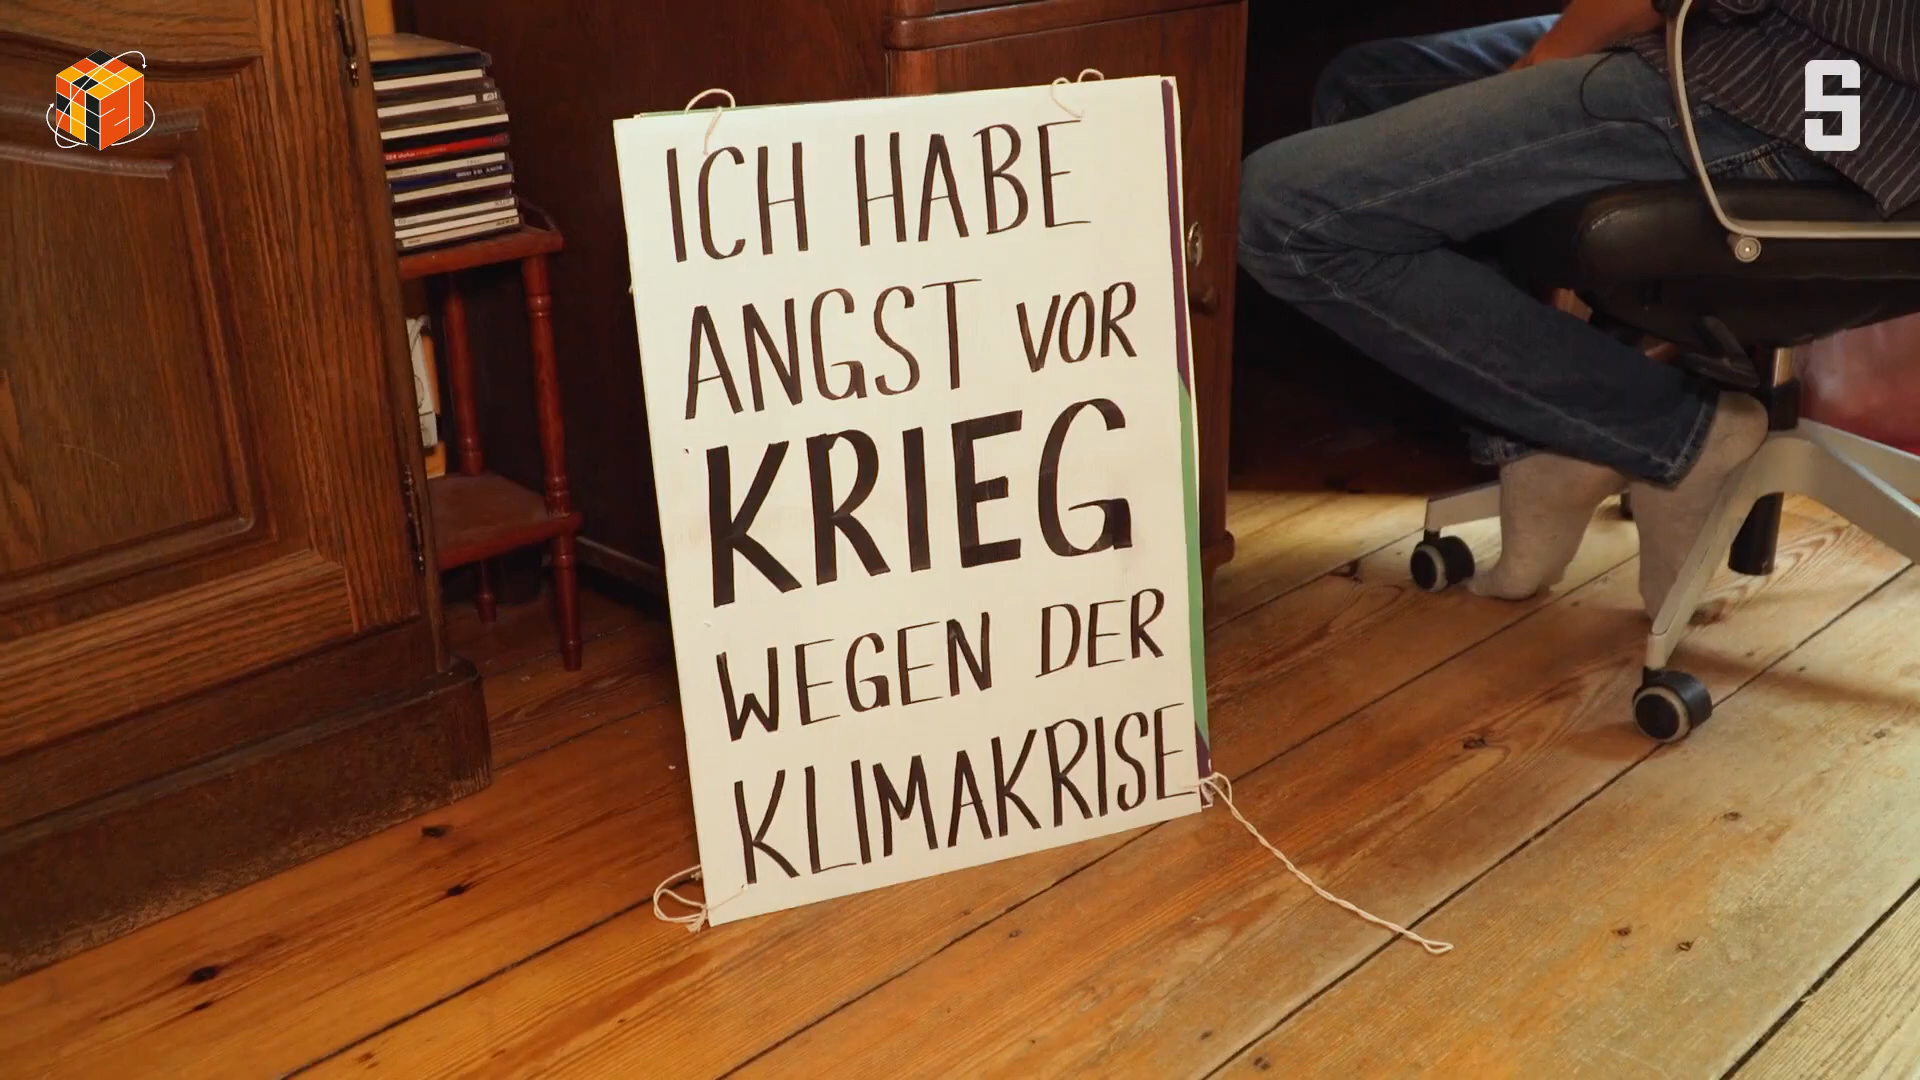 ICH HABE
ANGST VOR
KRIEG
WEGEN DER
KLIMAKRISE
S